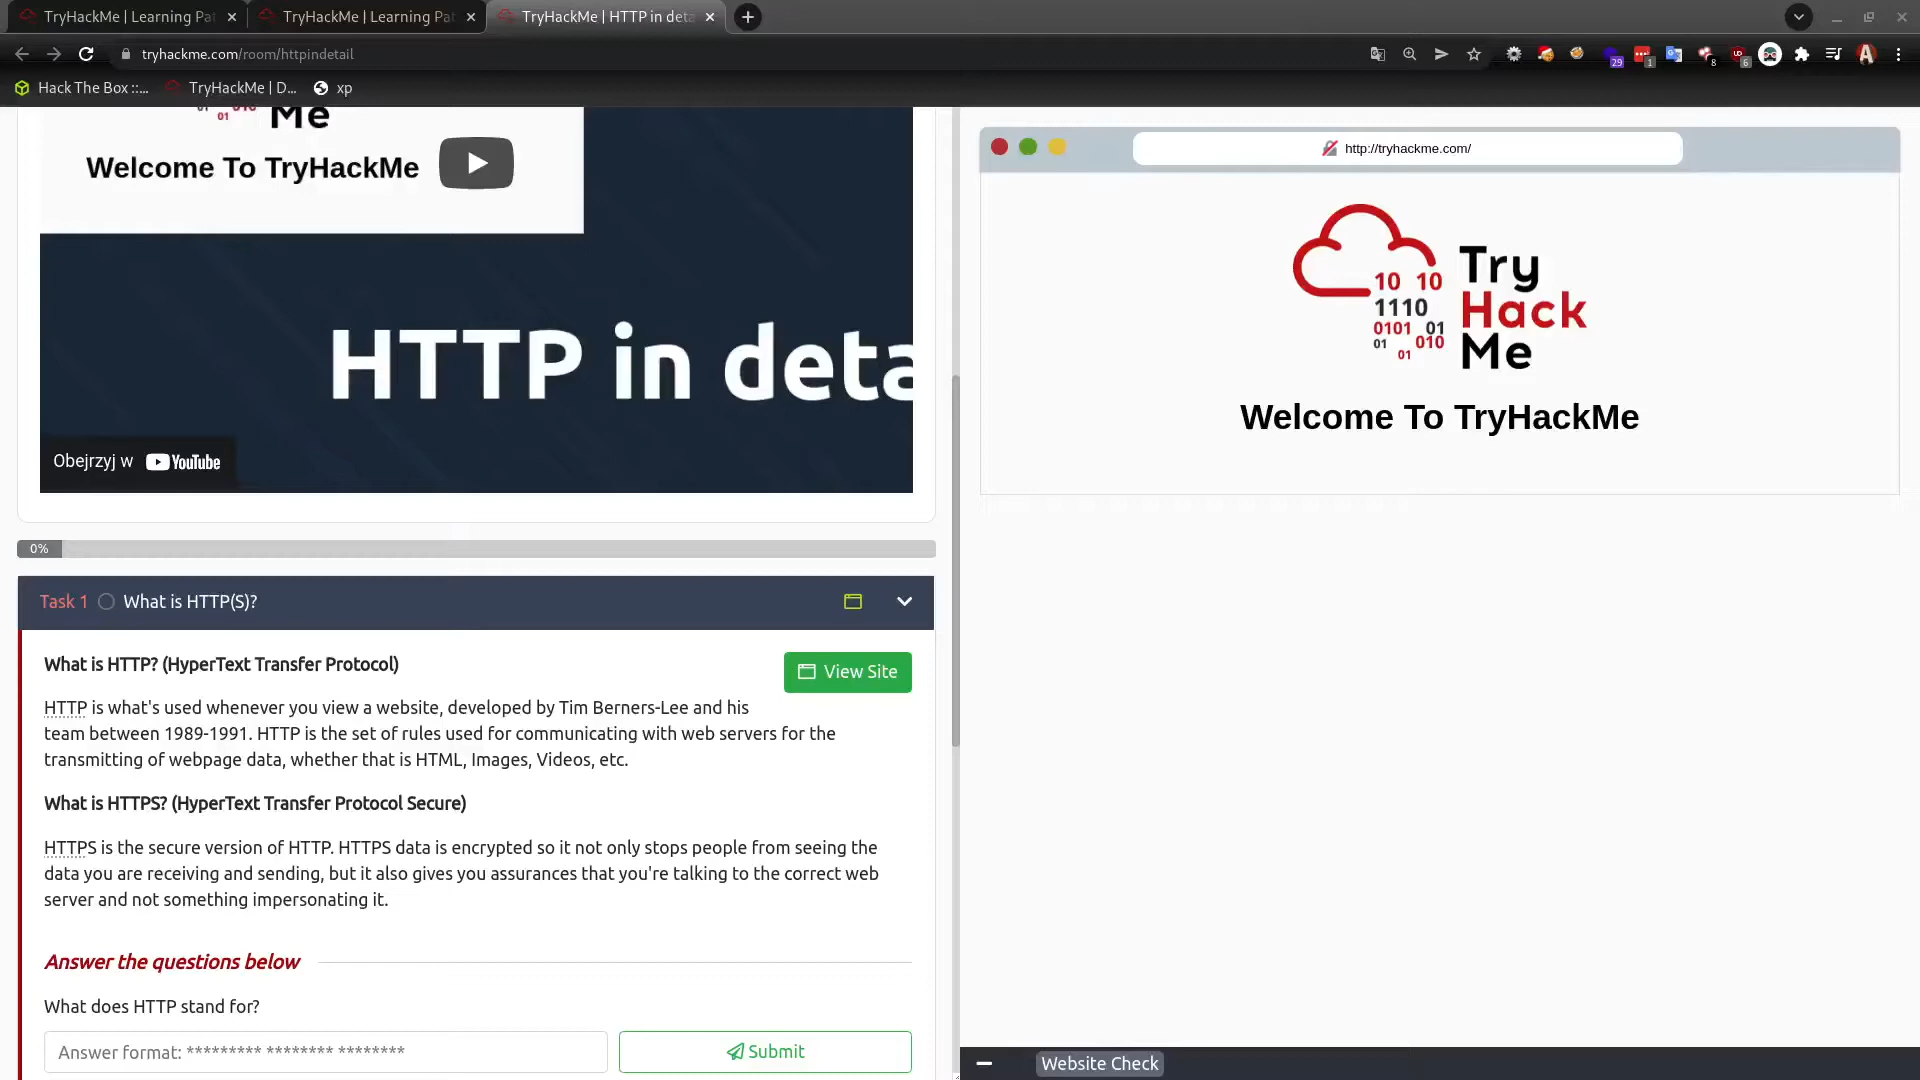 TryHackMe | Learning Pat
TryHackMe | Learning Pat
TryHackMe | HTTP in deta
tryhackme.com/room/httpindetail
29
1
8
6
Hack The Box ::...
TryHackMe | D...
xp
01
Me
Welcome To TryHackMe
HTTP in deta
Obejrzyj w YouTube
0%
Task 1 What is HTTP(S)?
What is HTTP? (HyperText Transfer Protocol)
View Site
HTTP is what's used whenever you view a website, developed by Tim Berners-Lee and his
team between 1989-1991. HTTP is the set of rules used for communicating with web servers for the
transmitting of webpage data, whether that is HTML, Images, Videos, etc.
What is HTTPS? (HyperText Transfer Protocol Secure)
HTTPS is the secure version of HTTP. HTTPS data is encrypted so it not only stops people from seeing the
data you are receiving and sending, but it also gives you assurances that you're talking to the correct web
server and not something impersonating it.
Answer the questions below
What does HTTP stand for?
Answer format: ********* ******** ********
Submit
http://tryhackme.com/
10 10
1110
0101 01
01 010
01
Try
Hack
Me
Welcome To TryHackMe
Website Check